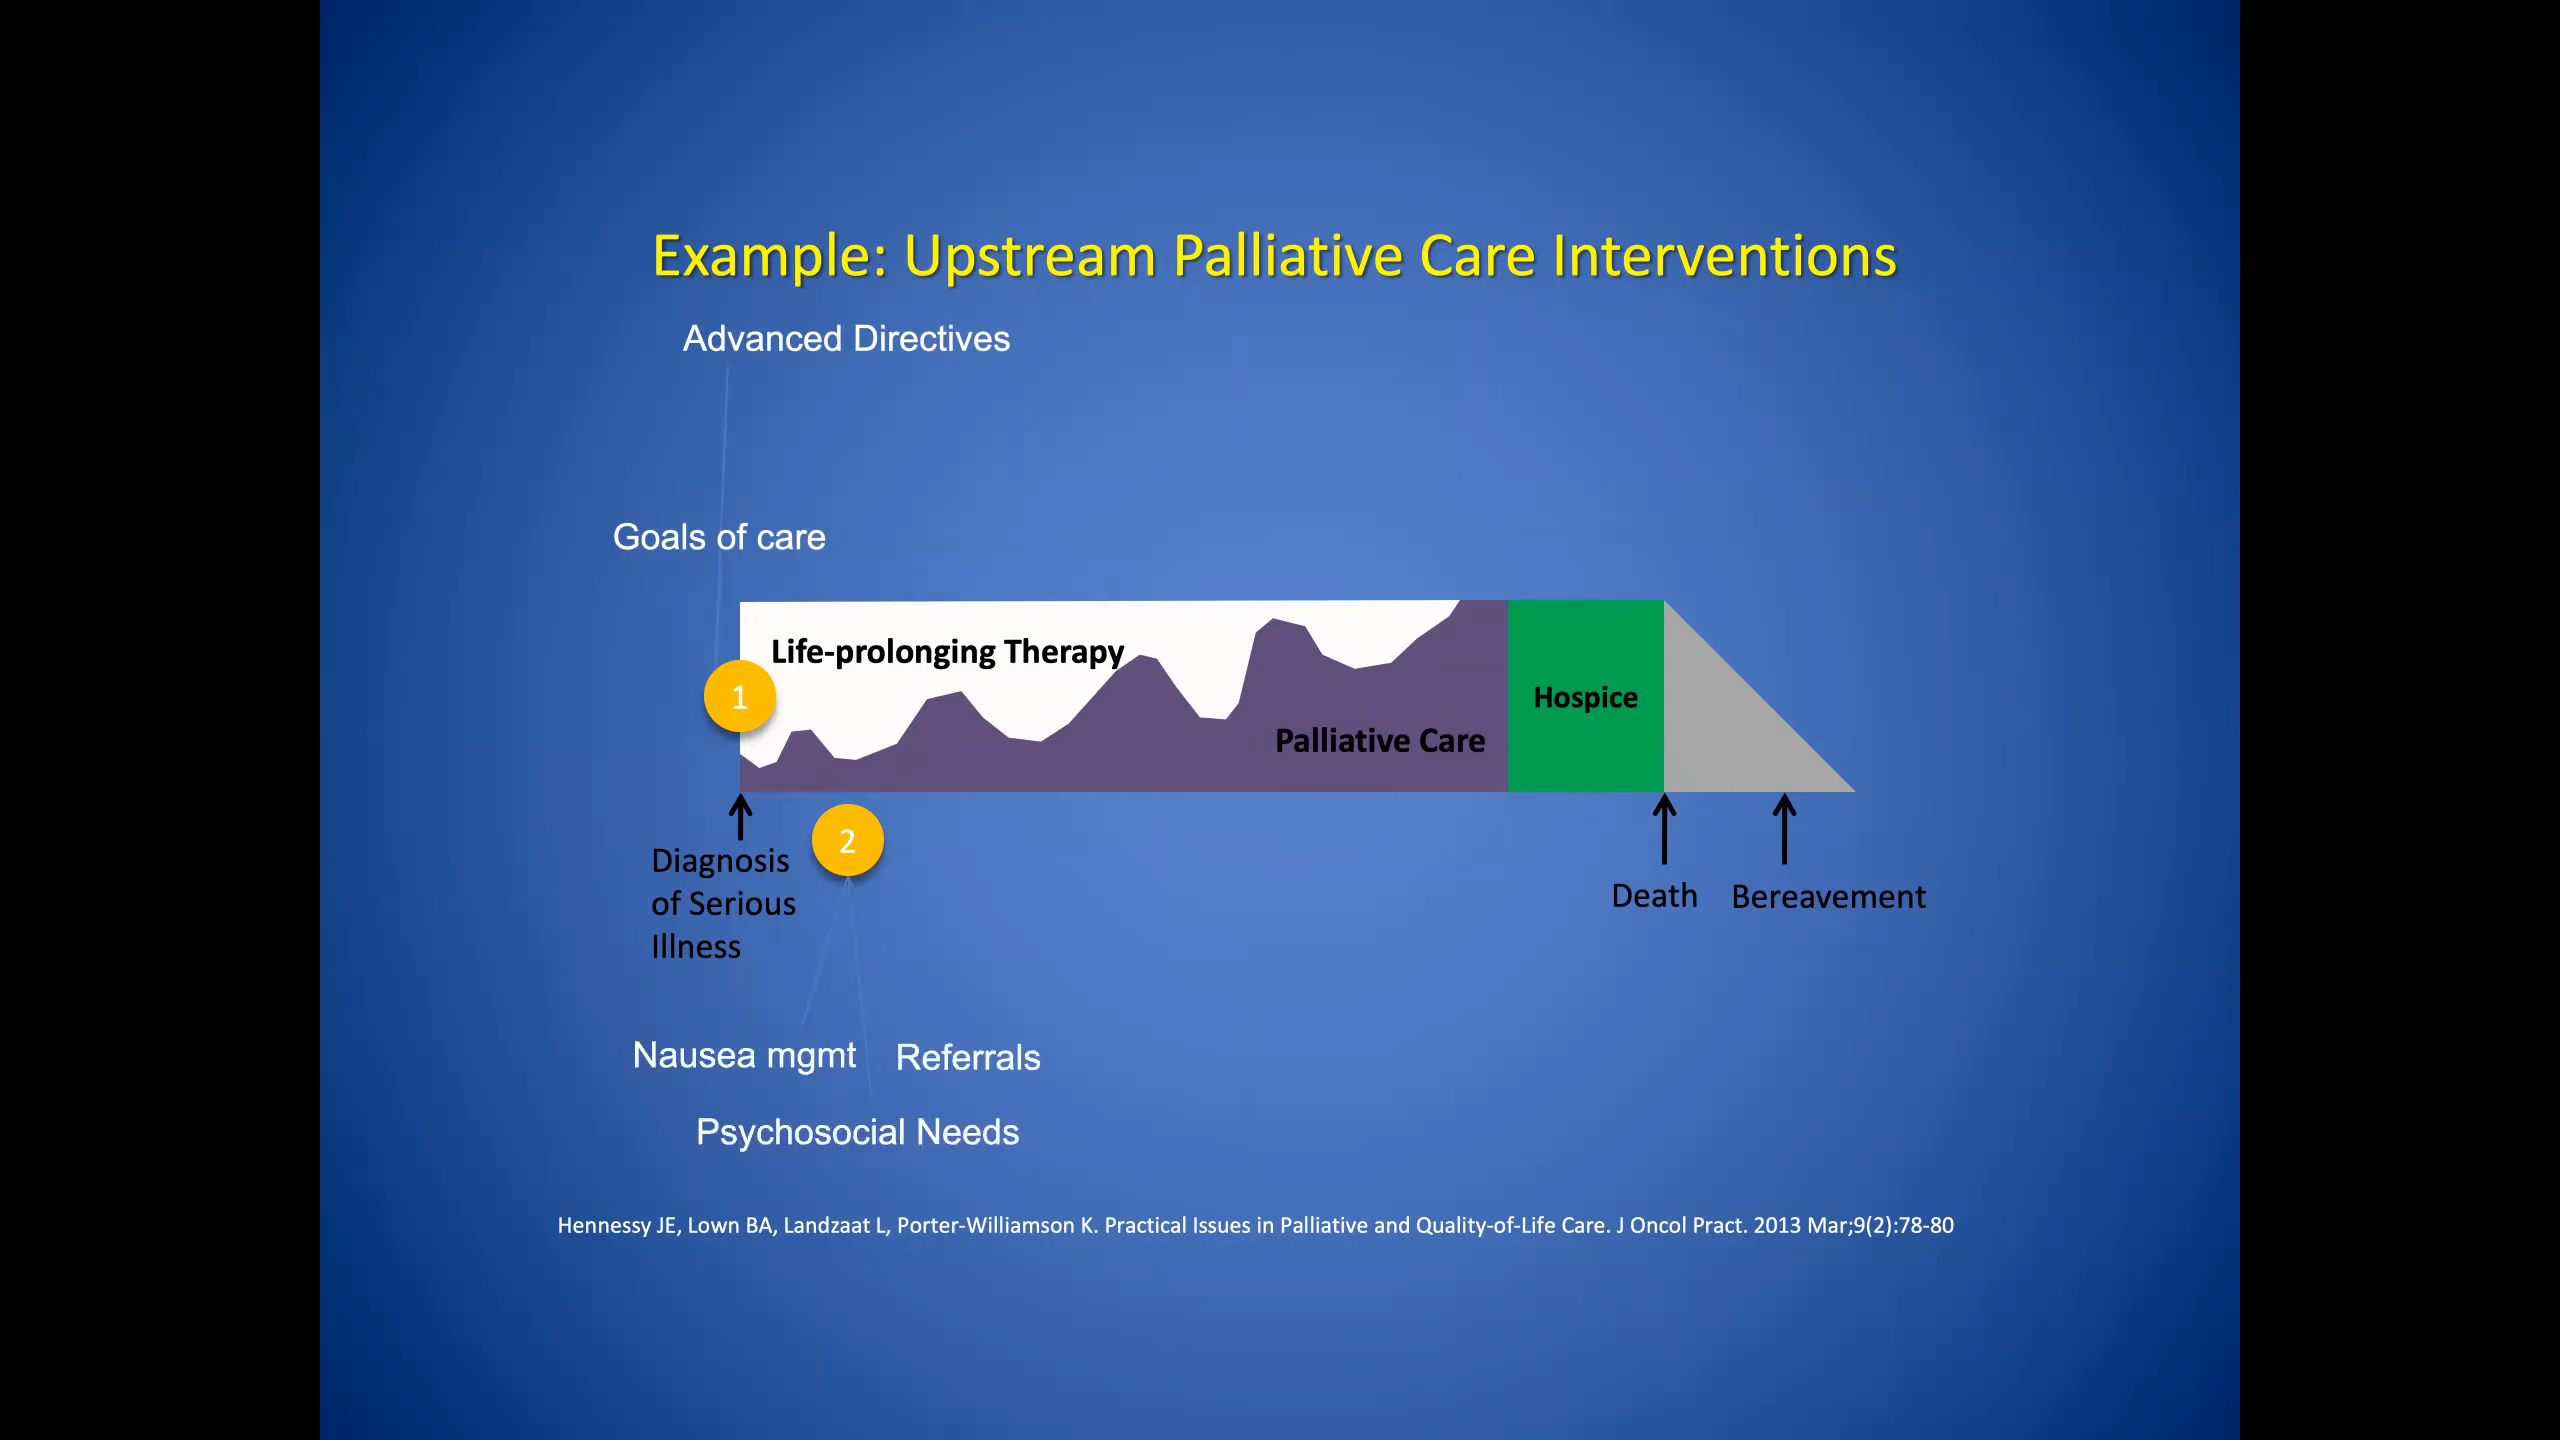 Example: Upstream Palliative Care Interventions
Advanced Directives
Goals of care
Life-prolonging Therapy
1
Hospice
Palliative Care
2
Diagnosis
of Serious
Illness
Death
Bereavement
Nausea mgmt
Referrals
Psychosocial Needs
Hennessy JE, Lown BA, Landzaat L, Porter-Williamson K. Practical Issues in Palliative and Quality-of-Life Care. J Oncol Pract. 2013 Mar;9(2):78-80